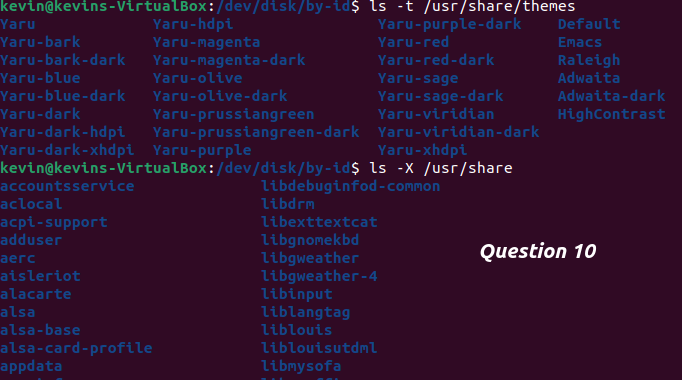 kevin@kevins-VirtualBox:/dev/disk/by-id$ ls -t /usr/share/themes
Yaru Yaru-hdpi Yaru-purple-dark Default
Yaru-bark Yaru-magenta Yaru-red Emacs
Yaru-bark-dark Yaru-magenta-dark Yaru-red-dark Raleigh
Yaru-blue Yaru-olive Yaru-sage Adwaita
Yaru-blue-dark Yaru-olive-dark Yaru-sage-dark Adwaita-dark
Yaru-dark Yaru-prussiangreen Yaru-viridian HighContrast
Yaru-dark-hdpi Yaru-prussiangreen-dark Yaru-viridian-dark
Yaru-dark-xhdpi Yaru-purple Yaru-xhdpi
kevin@kevins-VirtualBox:/dev/disk/by-id$ ls -X /usr/share
accountsservice libdebuginfod-common
aclocal libdrm
acpi-support libexttextcat
adduser libgnomekbd
Question 10
aerc libgweather
aisleriot libgweather-4
alacarte libinput
alsa liblangtag
alsa-base liblouis
alsa-card-profile liblouisutdml
appdata libmysofa